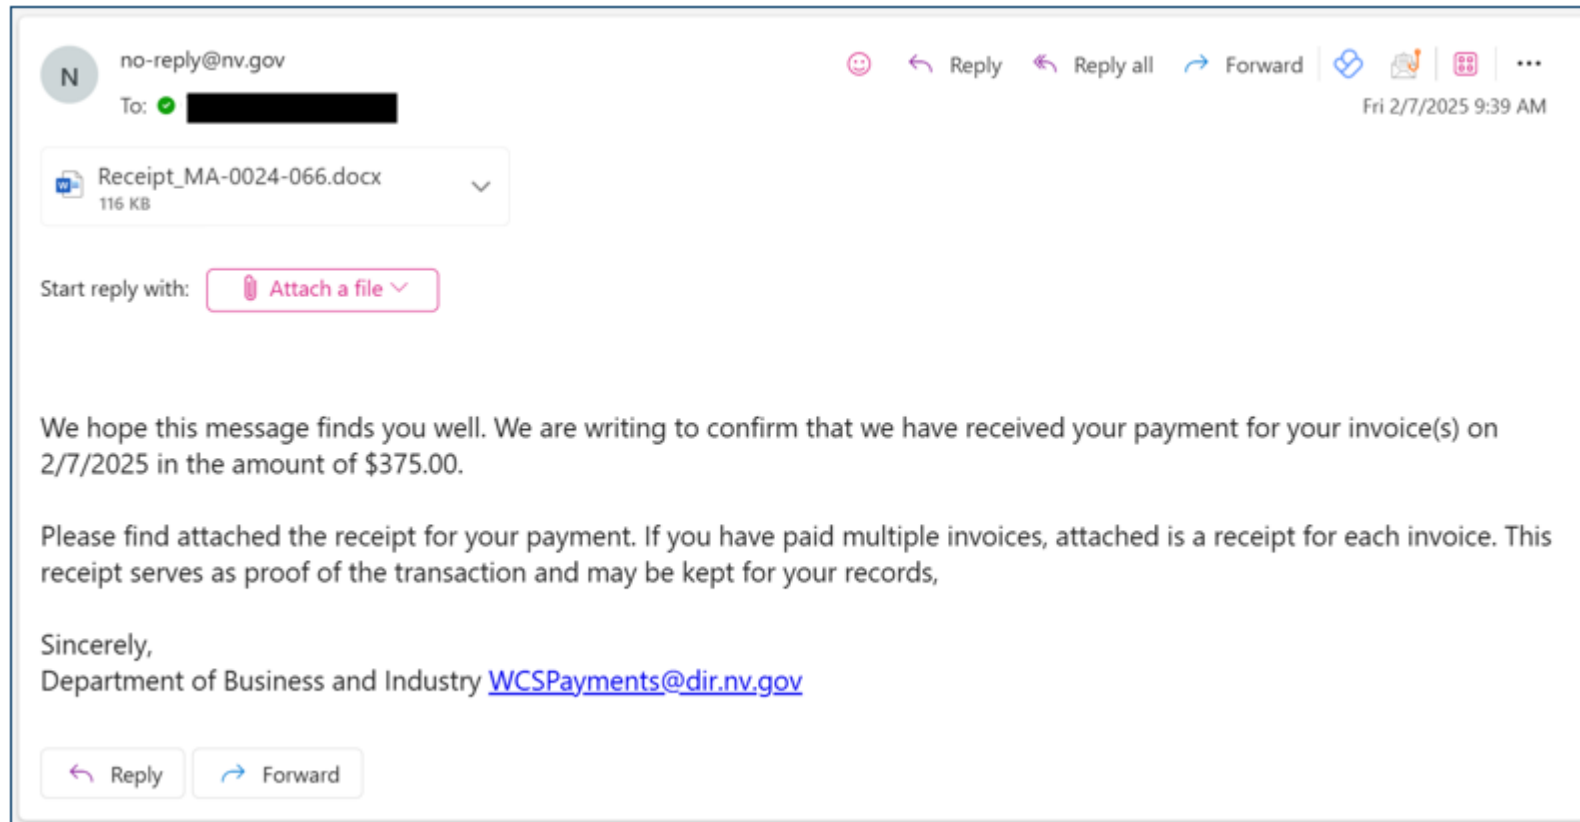 N
no-reply@nv.gov
Reply
Reply all
Forward
To:
Fri 2/7/2025 9:39 AM
Receipt_MA-0024-066.docx
116 KB
Start reply with:
Attach a file
We hope this message finds you well. We are writing to confirm that we have received your payment for your invoice(s) on
2/7/2025 in the amount of $375.00.
Please find attached the receipt for your payment. If you have paid multiple invoices, attached is a receipt for each invoice. This
receipt serves as proof of the transaction and may be kept for your records,
Sincerely,
Department of Business and Industry WCSPayments@dir.nv.gov
Reply
Forward